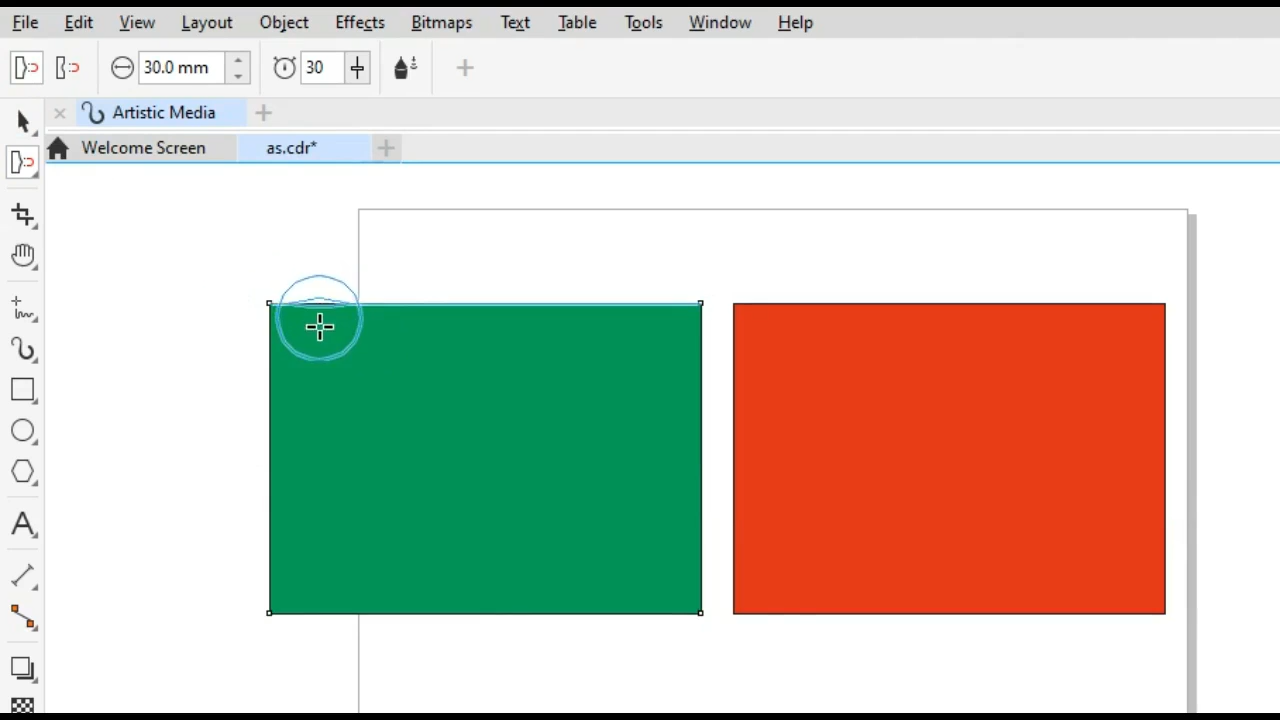 File Edit View Layout Object Effects Bitmaps Text Table Tools Window Help
30.0 mm 30
Artistic Media
Welcome Screen as.cdr*